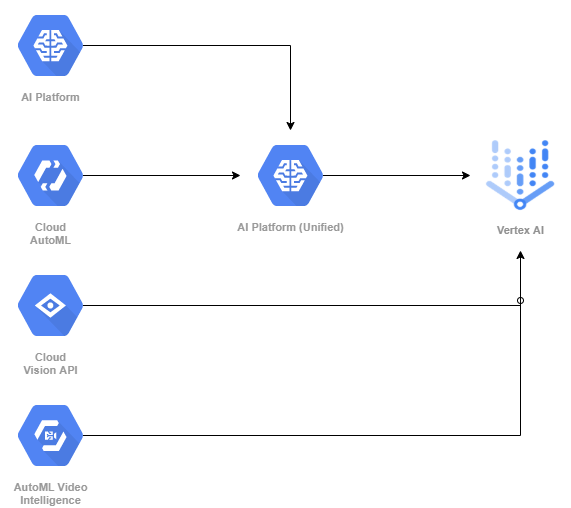 AI Platform
Cloud
AutoML
AI Platform (Unified)
Vertex AI
Cloud
Vision API
AutoML Video
Intelligence